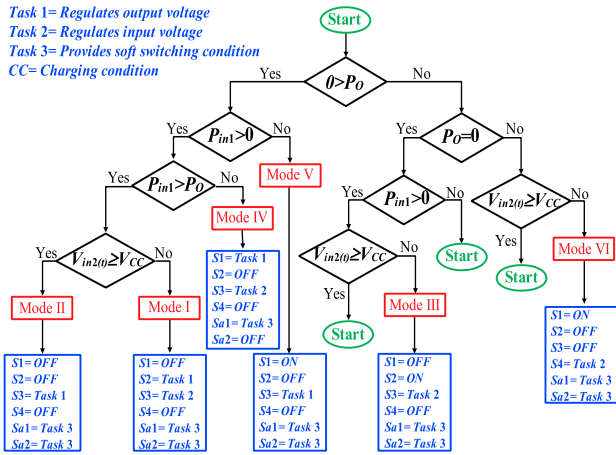 Task 1= Regulates output voltage
Task 2= Regulates input voltage
Task 3= Provides soft switching condition
CC= Charging condition
Start
0>PO
Yes
No
Pin1>0
Yes
No
PO=0
Yes
No
Mode V
Pin1>PO
Yes
No
Pin1>0
Yes
No
Vin2(t)≥VCC
Yes
No
Mode IV
Start
Start
Mode VI
Vin2(t)≥VCC
Yes
No
Vin2(t)≥VCC
Yes
No
Mode II
Mode I
Start
Mode III
S1= Task 1
S2= OFF
S3= Task 2
S4= OFF
Sa1= Task 3
Sa2= OFF
S1= ON
S2= OFF
S3= OFF
S4= Task 2
Sa1= Task 3
Sa2= Task 3
S1= OFF
S2= OFF
S3= Task 1
S4= OFF
Sa1= Task 3
Sa2= Task 3
S1= OFF
S2= Task 1
S3= Task 2
S4= OFF
Sa1= Task 3
Sa2= Task 3
S1= ON
S2= OFF
S3= Task 1
S4= OFF
Sa1= Task 3
Sa2= Task 3
S1= OFF
S2= ON
S3= Task 2
S4= OFF
Sa1= Task 3
Sa2= Task 3